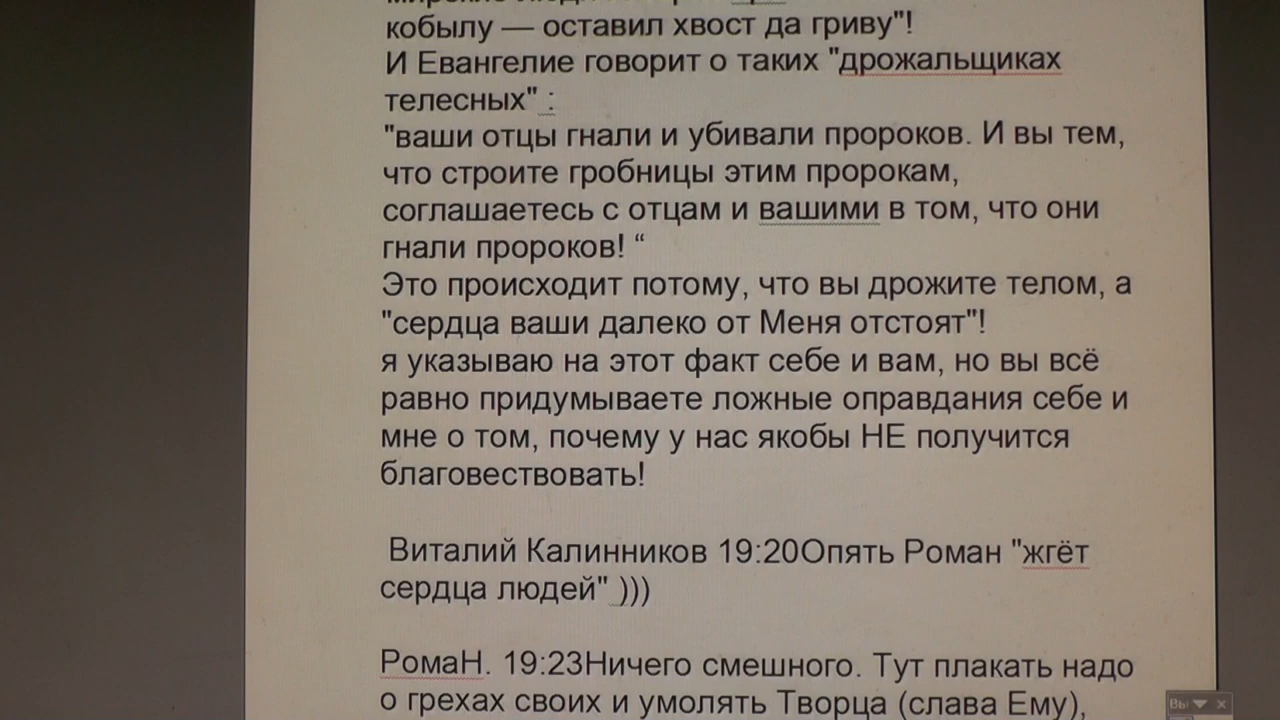 кобылу — оставил хвост да гриву"!
И Евангелие говорит о таких "дрожальщиках
телесных" :
"ваши отцы гнали и убивали пророков. И вы тем,
что строите гробницы этим пророкам,
соглашаетесь с отцам и вашими в том, что они
гнали пророков! “
Это происходит потому, что вы дрожите телом, а
"сердца ваши далеко от Меня отстоят"!
я указываю на этот факт себе и вам, но вы всё
равно придумываете ложные оправдания себе и
мне о том, почему у нас якобы НЕ получится
благовествовать!
Виталий Калинников 19:20Опять Роман "жгёт
сердца людей" )))
РомаН. 19:23Ничего смешного. Тут плакать надо
о грехах своих и умолять Творца (слава Ему),